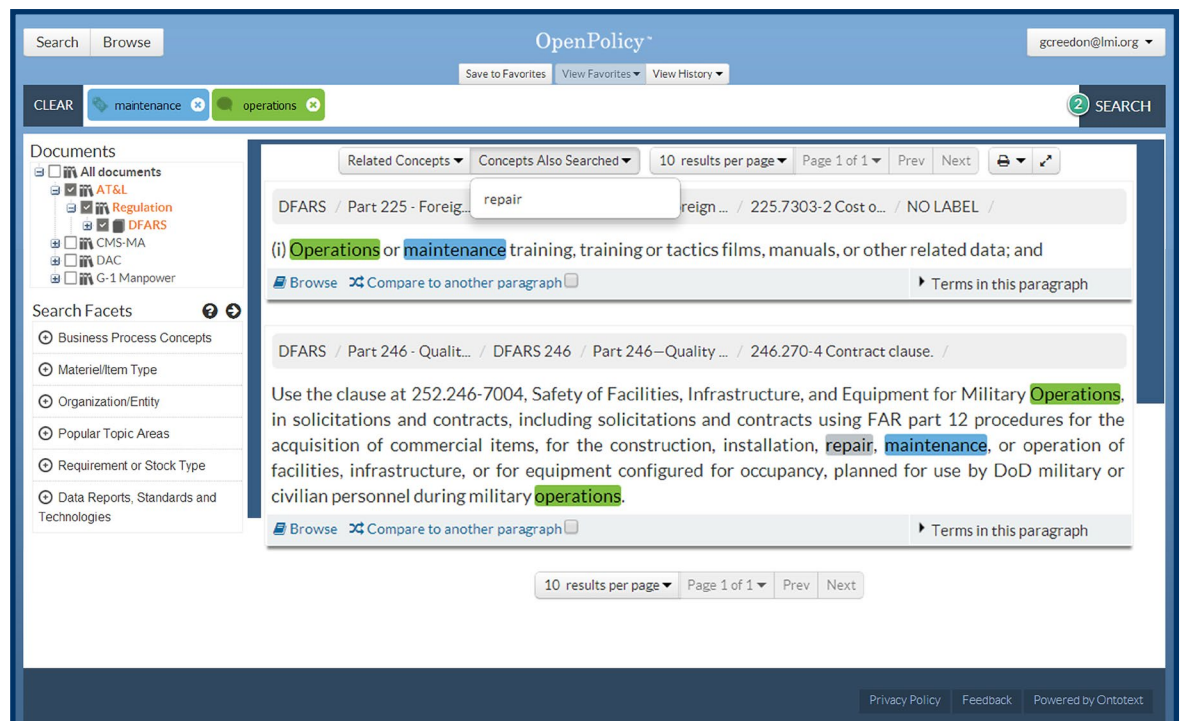 Search Browse OpenPolicy™ gcreedon@lmi.org
Save to Favorites View Favorites View History
CLEAR maintenance operations 2 SEARCH
Documents
All documents
AT&L
Regulation
DFARS
CMS-MA
DAC
G-1 Manpower
Search Facets
Business Process Concepts
Materiel/Item Type
Organization/Entity
Popular Topic Areas
Requirement or Stock Type
Data Reports, Standards and
Technologies
Related Concepts Concepts Also Searched 10 results per page Page 1 of 1 Prev Next
repair
DFARS / Part 225 - Foreig... reign ... / 225.7303-2 Cost o... / NO LABEL /
(i) Operations or maintenance training, training or tactics films, manuals, or other related data; and
Browse Compare to another paragraph Terms in this paragraph
DFARS / Part 246 - Qualit... / DFARS 246 / Part 246—Quality ... / 246.270-4 Contract clause. /
Use the clause at 252.246-7004, Safety of Facilities, Infrastructure, and Equipment for Military Operations,
in solicitations and contracts, including solicitations and contracts using FAR part 12 procedures for the
acquisition of commercial items, for the construction, installation, repair, maintenance, or operation of
facilities, infrastructure, or for equipment configured for occupancy, planned for use by DoD military or
civilian personnel during military operations.
Browse Compare to another paragraph Terms in this paragraph
10 results per page Page 1 of 1 Prev Next
Privacy Policy Feedback Powered by Ontotext